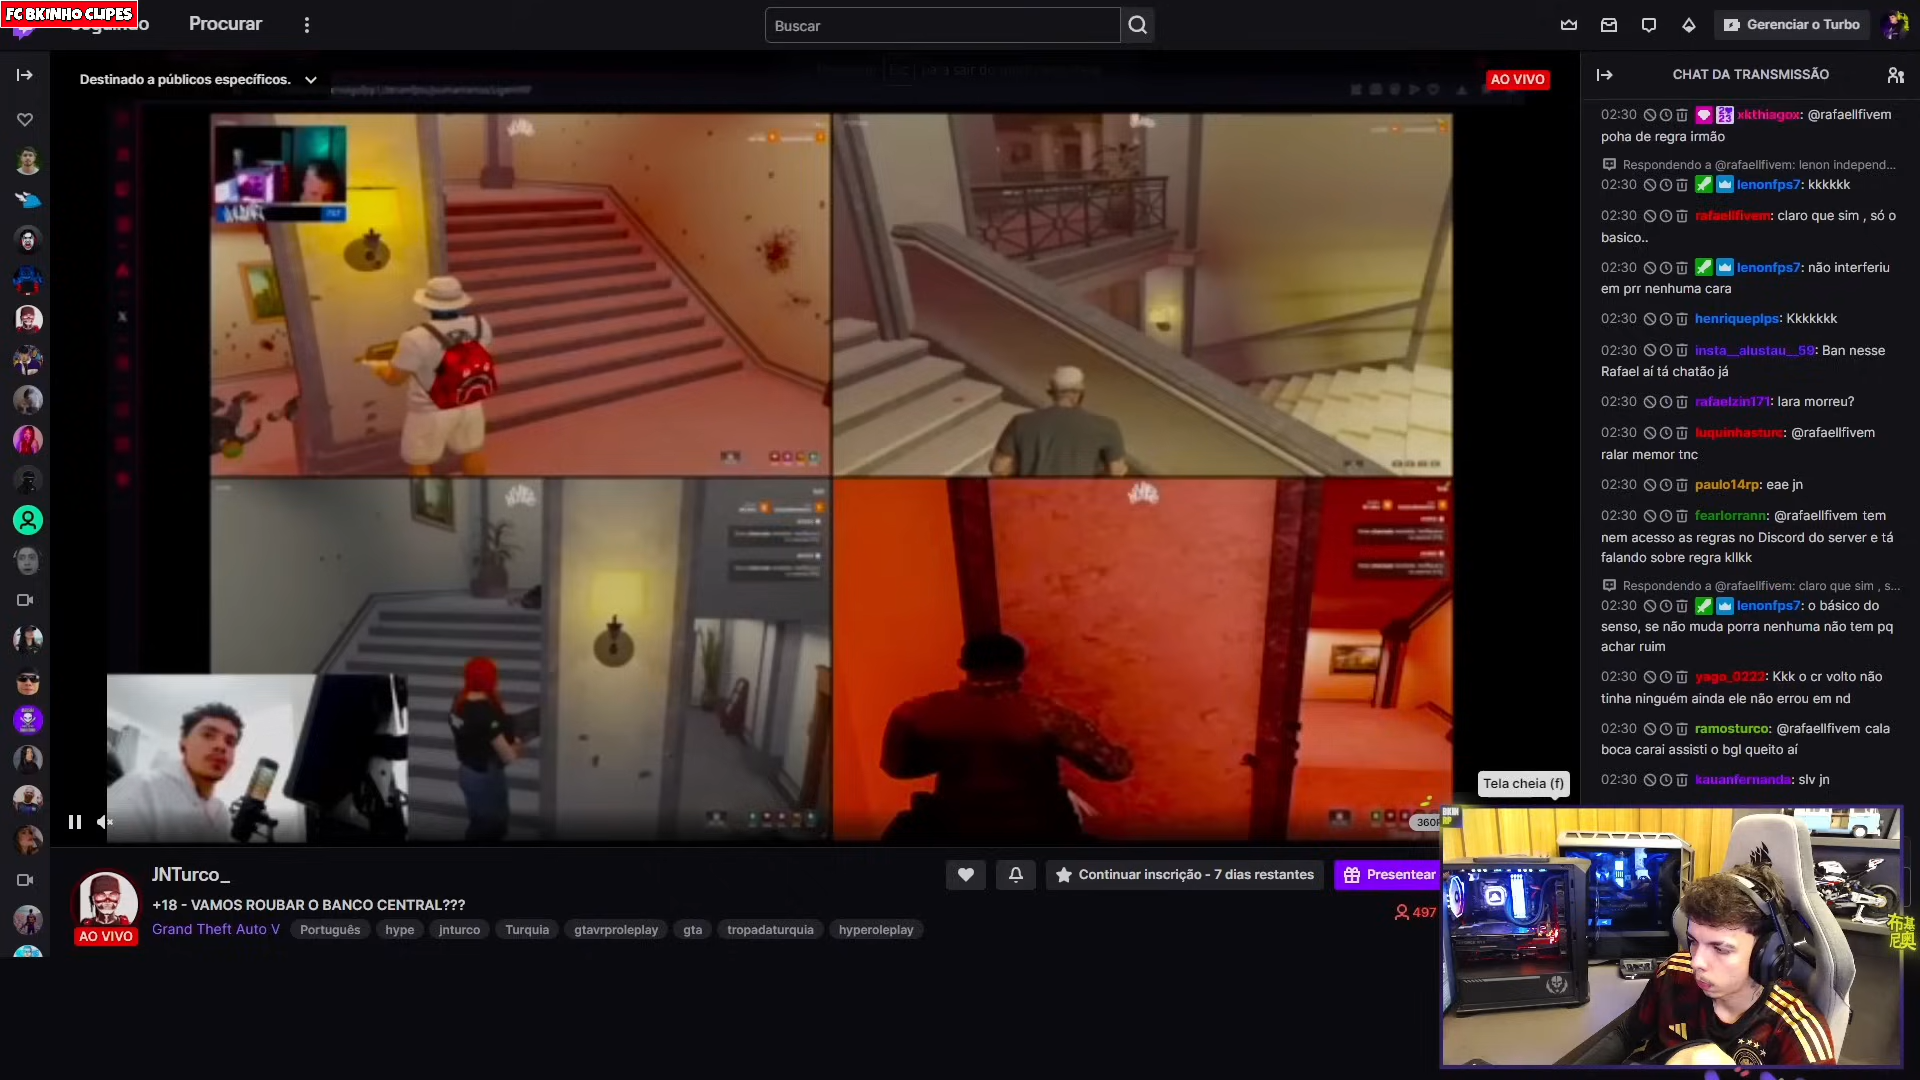 FC BKINHO CLIPES
Procurar
Buscar
Gerenciar o Turbo
Destinado a públicos específicos.
AO VIVO
CHAT DA TRANSMISSÃO
02:30 xkthiagox: @rafaellfivem
poha de regra irmão
Respondendo a @rafaellfivem: lenon independ...
02:30 lenonfps7: kkkkkk
02:30 rafaellfivem: claro que sim , só o
basico..
02:30 lenonfps7: não interferiu
em prr nenhuma cara
02:30 henriqueplps: Kkkkkkk
02:30 insta__alustau__59: Ban nesse
Rafael aí tá chatão já
02:30 rafaelzin171: Iara morreu?
02:30 luquinhasturc: @rafaellfivem
ralar memor tnc
02:30 paulo14rp: eae jn
02:30 fearlorrann: @rafaellfivem tem
nem acesso as regras no Discord do server e tá
falando sobre regra kllkk
Respondendo a @rafaellfivem: claro que sim , s...
02:30 lenonfps7: o básico do
senso, se não muda porra nenhuma não tem pq
achar ruim
02:30 yago_0222: Kkk o cr volto não
tinha ninguém ainda ele não errou em nd
02:30 ramosturco: @rafaellfivem cala
boca carai assisti o bgl queito aí
02:30 kauanfernanda: slv jn
Tela cheia (f)
JNTurco_
+18 - VAMOS ROUBAR O BANCO CENTRAL???
AO VIVO
Grand Theft Auto V Português hype jnturco Turquia gtavrproleplay gta tropadaturquia hyperoleplay
Continuar inscrição - 7 dias restantes
Presentear
497